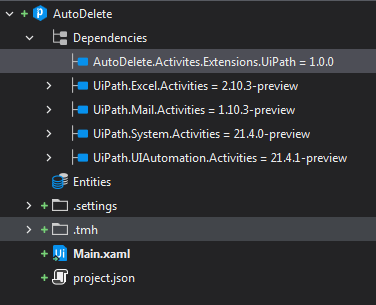 AutoDelete
Dependencies
AutoDelete.Activites.Extensions.UiPath = 1.0.0
UiPath.Excel.Activities = 2.10.3-preview
UiPath.Mail.Activities = 1.10.3-preview
UiPath.System.Activities = 21.4.0-preview
UiPath.UIAutomation.Activities = 21.4.1-preview
Entities
.settings
.tmh
Main.xaml
project.json